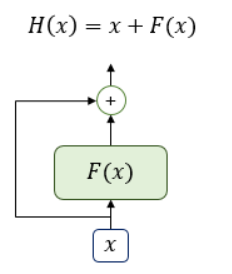 H(x) = x + F(x)
+
F(x)
x